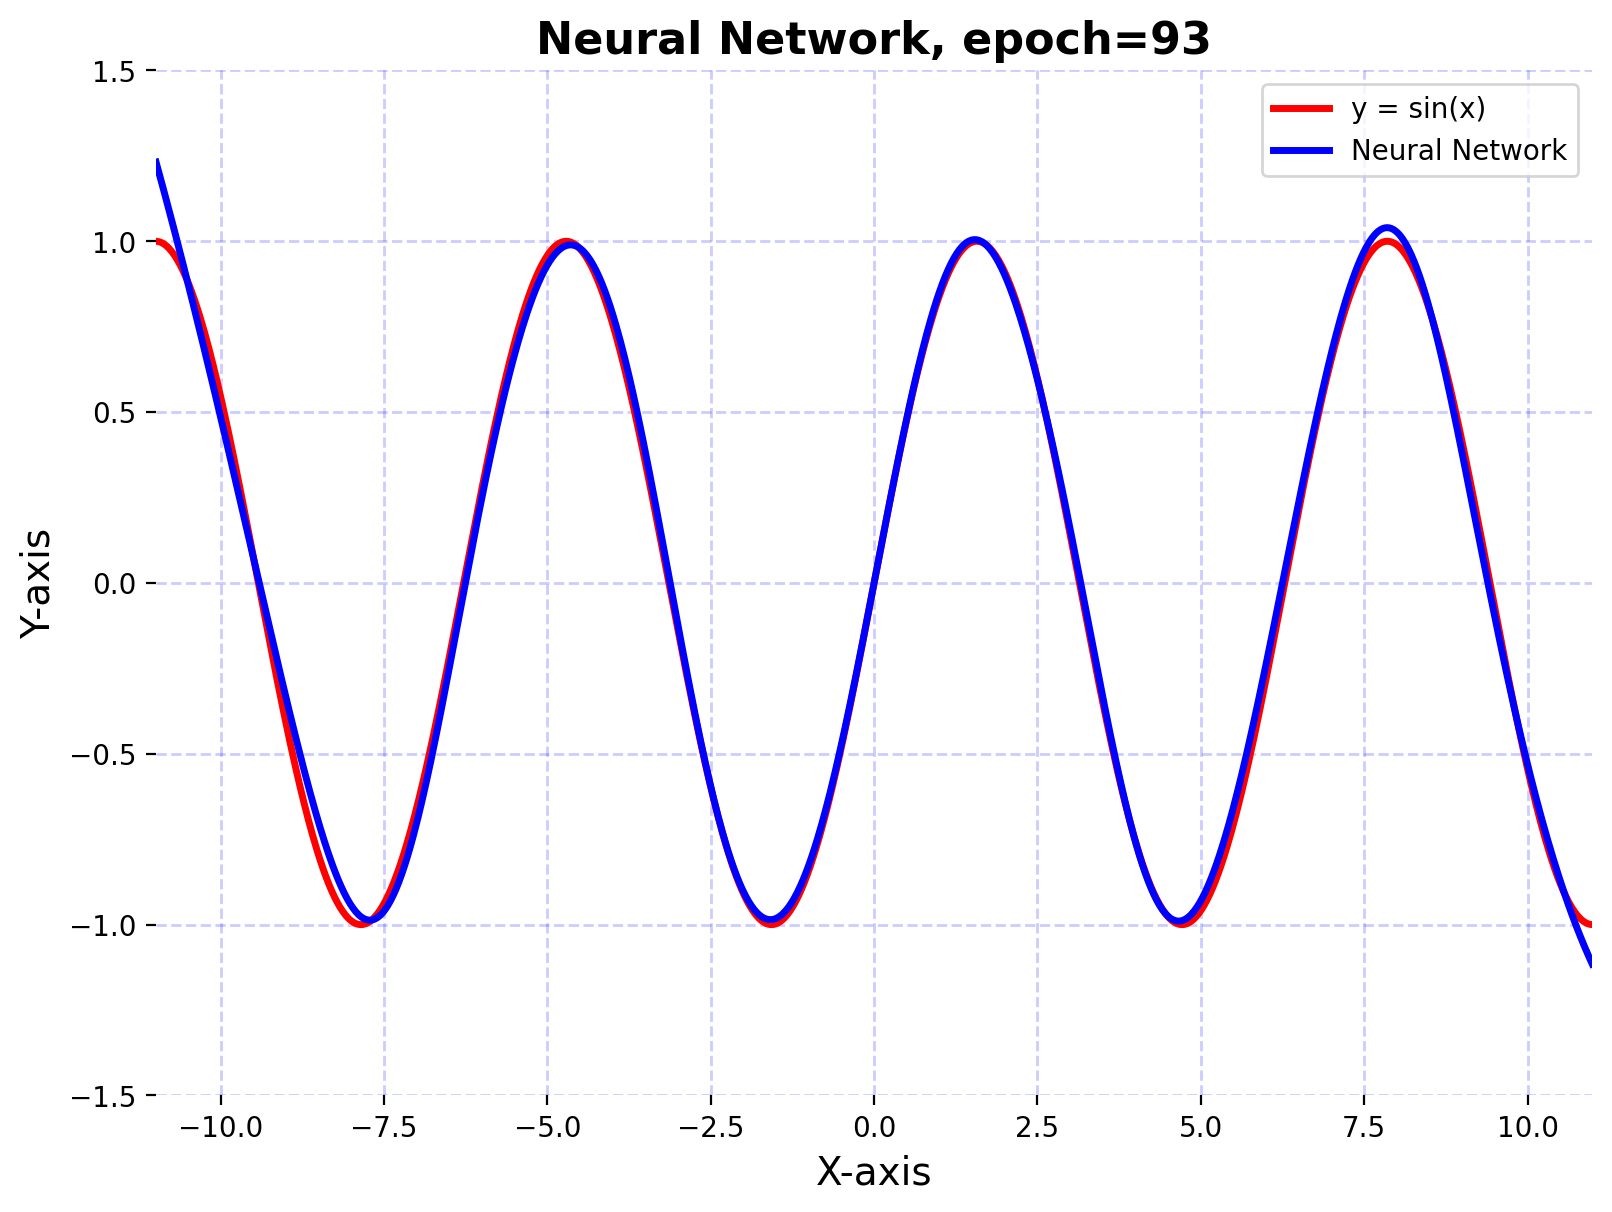 Neural Network, epoch=93
1.5
y = sin(x)
Neural Network
1.0
0.5
0.0
−0.5
−1.0
−1.5
Y-axis
−10.0 −7.5 −5.0 −2.5 0.0 2.5 5.0 7.5 10.0
X-axis